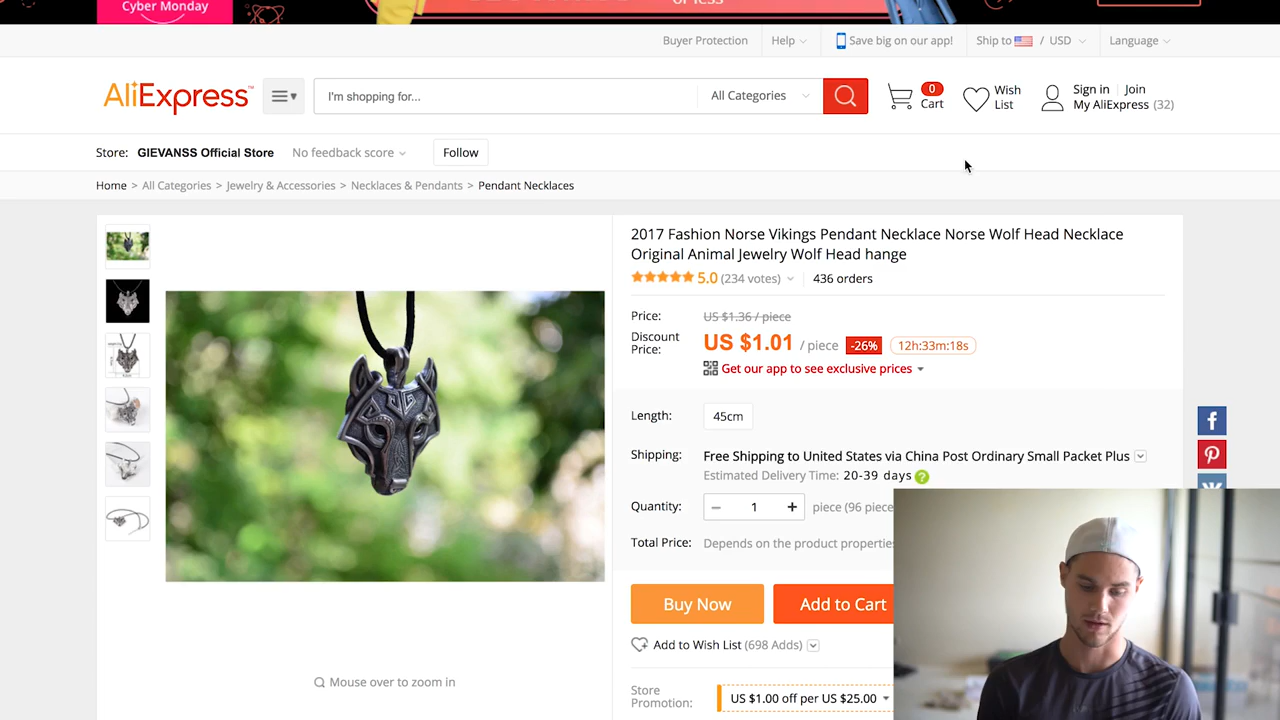 Cyber Monday
or less
Buyer Protection
Help
Save big on our app!
Ship to / USD
Language
AliExpress™
I'm shopping for...
All Categories
0
Cart
Wish
List
Sign in | Join
My AliExpress (32)
Store: GIEVANSS Official Store
No feedback score
Follow
Home > All Categories > Jewelry & Accessories > Necklaces & Pendants > Pendant Necklaces
2017 Fashion Norse Vikings Pendant Necklace Norse Wolf Head Necklace
Original Animal Jewelry Wolf Head hange
5.0 (234 votes)
436 orders
Price: US $1.36 / piece
Discount
Price:
US $1.01 / piece
-26%
12h:33m:18s
Get our app to see exclusive prices
Length: 45cm
Shipping: Free Shipping to United States via China Post Ordinary Small Packet Plus
Estimated Delivery Time: 20-39 days
Quantity: − 1 + piece (96 piece
Total Price: Depends on the product propertie
Buy Now
Add to Cart
Add to Wish List (698 Adds)
Store
Promotion:
US $1.00 off per US $25.00
Mouse over to zoom in